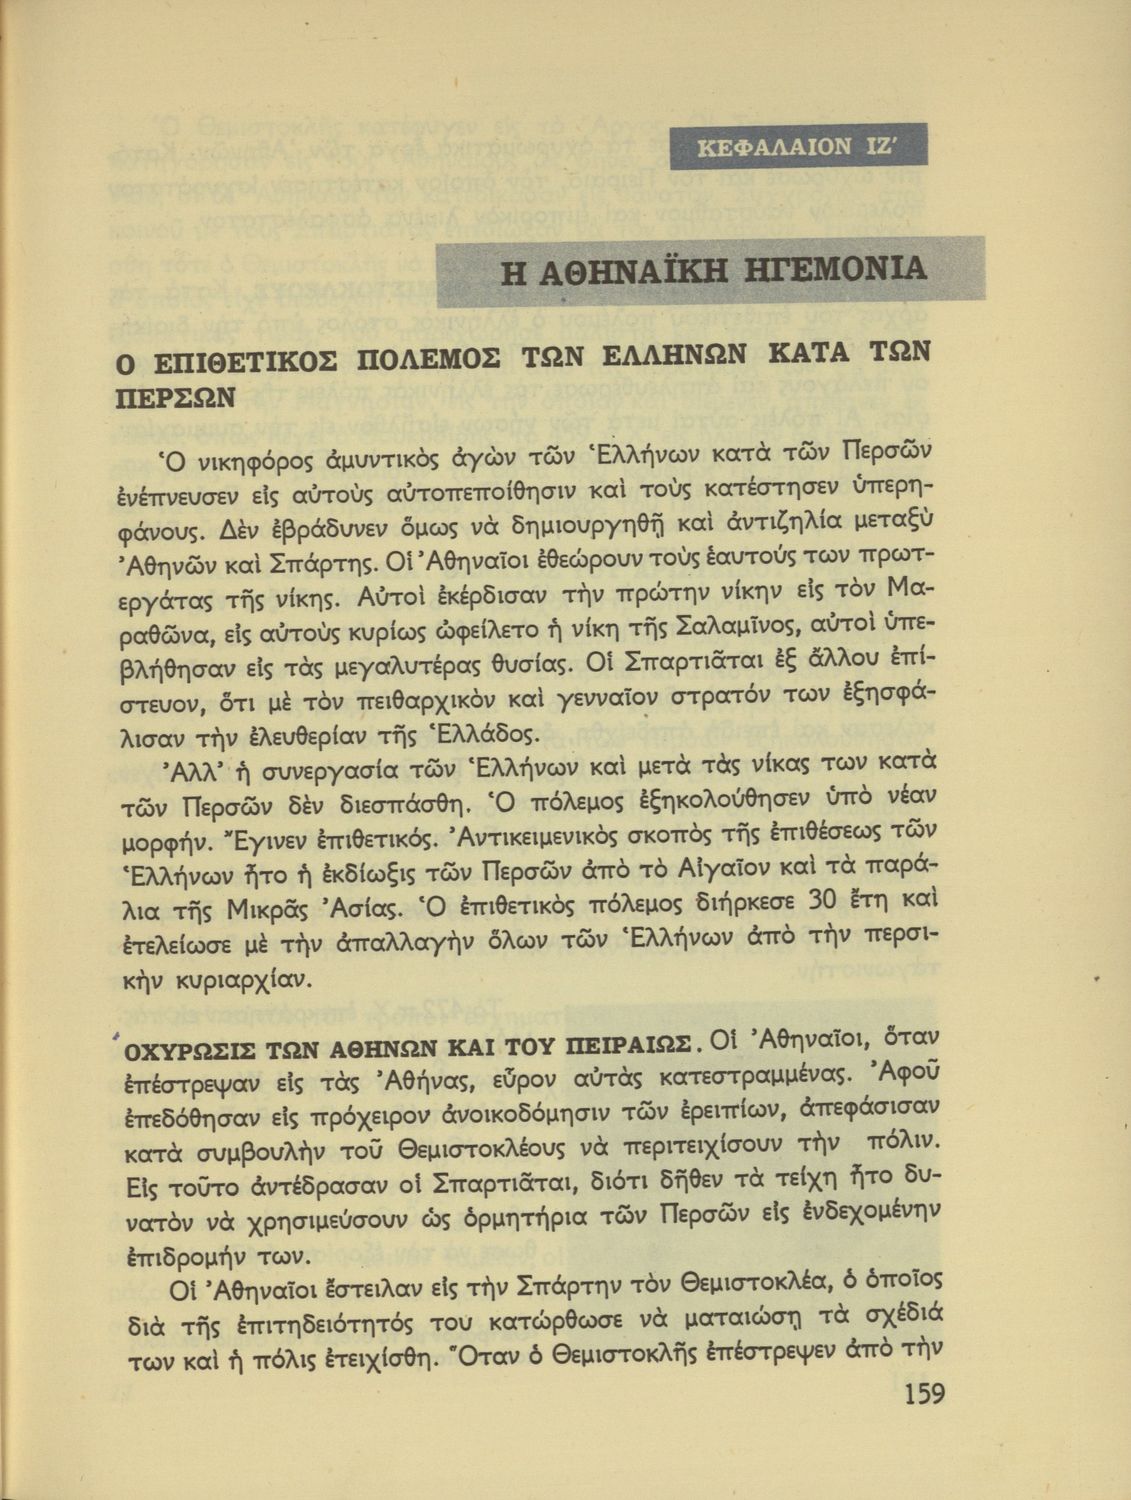 ΚΕΦΑΛΑΙΟΝ ΙΖ'
Η ΑΘΗΝΑΪΚΗ ΗΓΕΜΟΝΙΑ
Ο ΕΠΙΘΕΤΙΚΟΣ ΠΟΛΕΜΟΣ ΤΩΝ ΕΛΛΗΝΩΝ ΚΑΤΑ ΤΩΝ
ΠΕΡΣΩΝ
Ὁ νικηφόρος ἀμυντικὸς ἀγὼν τῶν Ἑλλήνων κατὰ τῶν Περσῶν
ἐνέπνευσεν εἰς αὐτοὺς αὐτοπεποίθησιν καὶ τοὺς κατέστησεν ὑπερη-
φάνους. Δὲν ἐβράδυνεν ὅμως νὰ δημιουργηθῇ καὶ ἀντιζηλία μεταξὺ
Ἀθηνῶν καὶ Σπάρτης. Οἱ Ἀθηναῖοι ἐθεώρουν τοὺς ἑαυτούς των πρωτ-
εργάτας τῆς νίκης. Αὐτοὶ ἐκέρδισαν τὴν πρώτην νίκην εἰς τὸν Μα-
ραθῶνα, εἰς αὐτοὺς κυρίως ὠφείλετο ἡ νίκη τῆς Σαλαμῖνος, αὐτοὶ ὑπε-
βλήθησαν εἰς τὰς μεγαλυτέρας θυσίας. Οἱ Σπαρτιᾶται ἐξ ἄλλου ἐπί-
στευον, ὅτι μὲ τὸν πειθαρχικὸν καὶ γενναῖον στρατόν των ἐξησφά-
λισαν τὴν ἐλευθερίαν τῆς Ἑλλάδος.
Ἀλλ' ἡ συνεργασία τῶν Ἑλλήνων καὶ μετὰ τὰς νίκας των κατὰ
τῶν Περσῶν δὲν διεσπάσθη. Ὁ πόλεμος ἐξηκολούθησεν ὑπὸ νέαν
μορφήν. Ἔγινεν ἐπιθετικός. Ἀντικειμενικὸς σκοπὸς τῆς ἐπιθέσεως τῶν
Ἑλλήνων ἦτο ἡ ἐκδίωξις τῶν Περσῶν ἀπὸ τὸ Αἰγαῖον καὶ τὰ παρά-
λια τῆς Μικρᾶς Ἀσίας. Ὁ ἐπιθετικὸς πόλεμος διήρκεσε 30 ἔτη καὶ
ἐτελείωσε μὲ τὴν ἀπαλλαγὴν ὅλων τῶν Ἑλλήνων ἀπὸ τὴν περσι-
κὴν κυριαρχίαν.
ΟΧΥΡΩΣΙΣ ΤΩΝ ΑΘΗΝΩΝ ΚΑΙ ΤΟΥ ΠΕΙΡΑΙΩΣ. Οἱ Ἀθηναῖοι, ὅταν
ἐπέστρεψαν εἰς τὰς Ἀθήνας, εὗρον αὐτὰς κατεστραμμένας. Ἀφοῦ
ἐπεδόθησαν εἰς πρόχειρον ἀνοικοδόμησιν τῶν ἐρειπίων, ἀπεφάσισαν
κατὰ συμβουλὴν τοῦ Θεμιστοκλέους νὰ περιτειχίσουν τὴν πόλιν.
Εἰς τοῦτο ἀντέδρασαν οἱ Σπαρτιᾶται, διότι δῆθεν τὰ τείχη ἦτο δυ-
νατὸν νὰ χρησιμεύσουν ὡς ὁρμητήρια τῶν Περσῶν εἰς ἐνδεχομένην
ἐπιδρομήν των.
Οἱ Ἀθηναῖοι ἔστειλαν εἰς τὴν Σπάρτην τὸν Θεμιστοκλέα, ὁ ὁποῖος
διὰ τῆς ἐπιτηδειότητός του κατώρθωσε νὰ ματαιώσῃ τὰ σχέδιά
των καὶ ἡ πόλις ἐτειχίσθη. Ὅταν ὁ Θεμιστοκλῆς ἐπέστρεψεν ἀπὸ τὴν
159